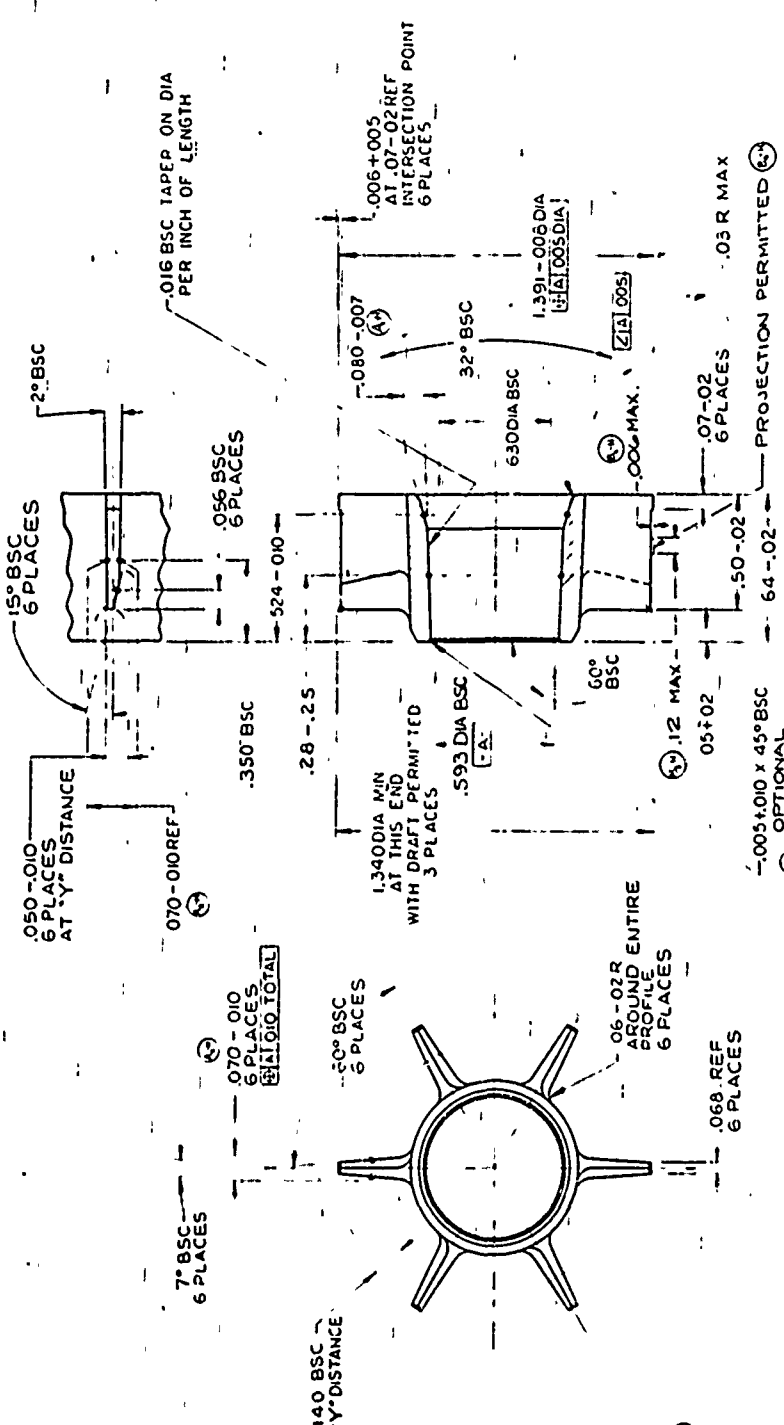 2° BSC
15° BSC
6 PLACES
.056 BSC
6 PLACES
.050-.010
6 PLACES
AT "Y" DISTANCE
070-010 REF
.350 BSC
524-010
.28-.25
-.016 BSC TAPER ON DIA
PER INCH OF LENGTH
-.006+005
AT .07-02 REF
INTERSECTION POINT
6 PLACES
-.080-.007
32° BSC
630 DIA BSC
1.391-008 DIA
A 005 DIA
A 005
1.340 DIA MIN
AT THIS END
WITH DRAFT PERMITTED
3 PLACES
.593 DIA BSC
-A-
60°
BSC
.006 MAX.
.07-02
6 PLACES
.03 R MAX
PROJECTION PERMITTED
.12 MAX
05+02
.50-.02
64-.02
-.005+.010 X 45° BSC
OPTIONAL
7° BSC
6 PLACES
.070-010
6 PLACES
A 010 TOTAL
0° BSC
6 PLACES
140 BSC
"Y" DISTANCE
06-02 R
AROUND ENTIRE
PROFILE
6 PLACES
.068 REF
6 PLACES